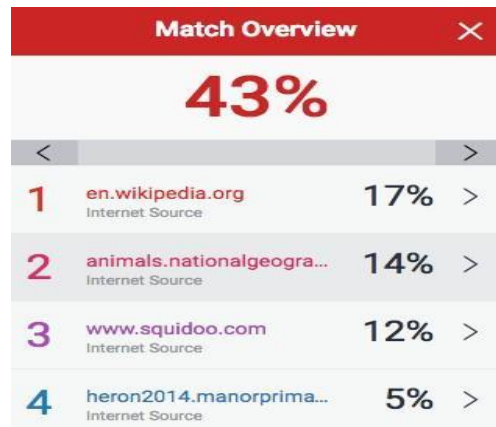 Match Overview ×
43%
< >
1 en.wikipedia.org 17% >
Internet Source
2 animals.nationalgeogra... 14% >
Internet Source
3 www.squidoo.com 12% >
Internet Source
4 heron2014.manorprima... 5% >
Internet Source